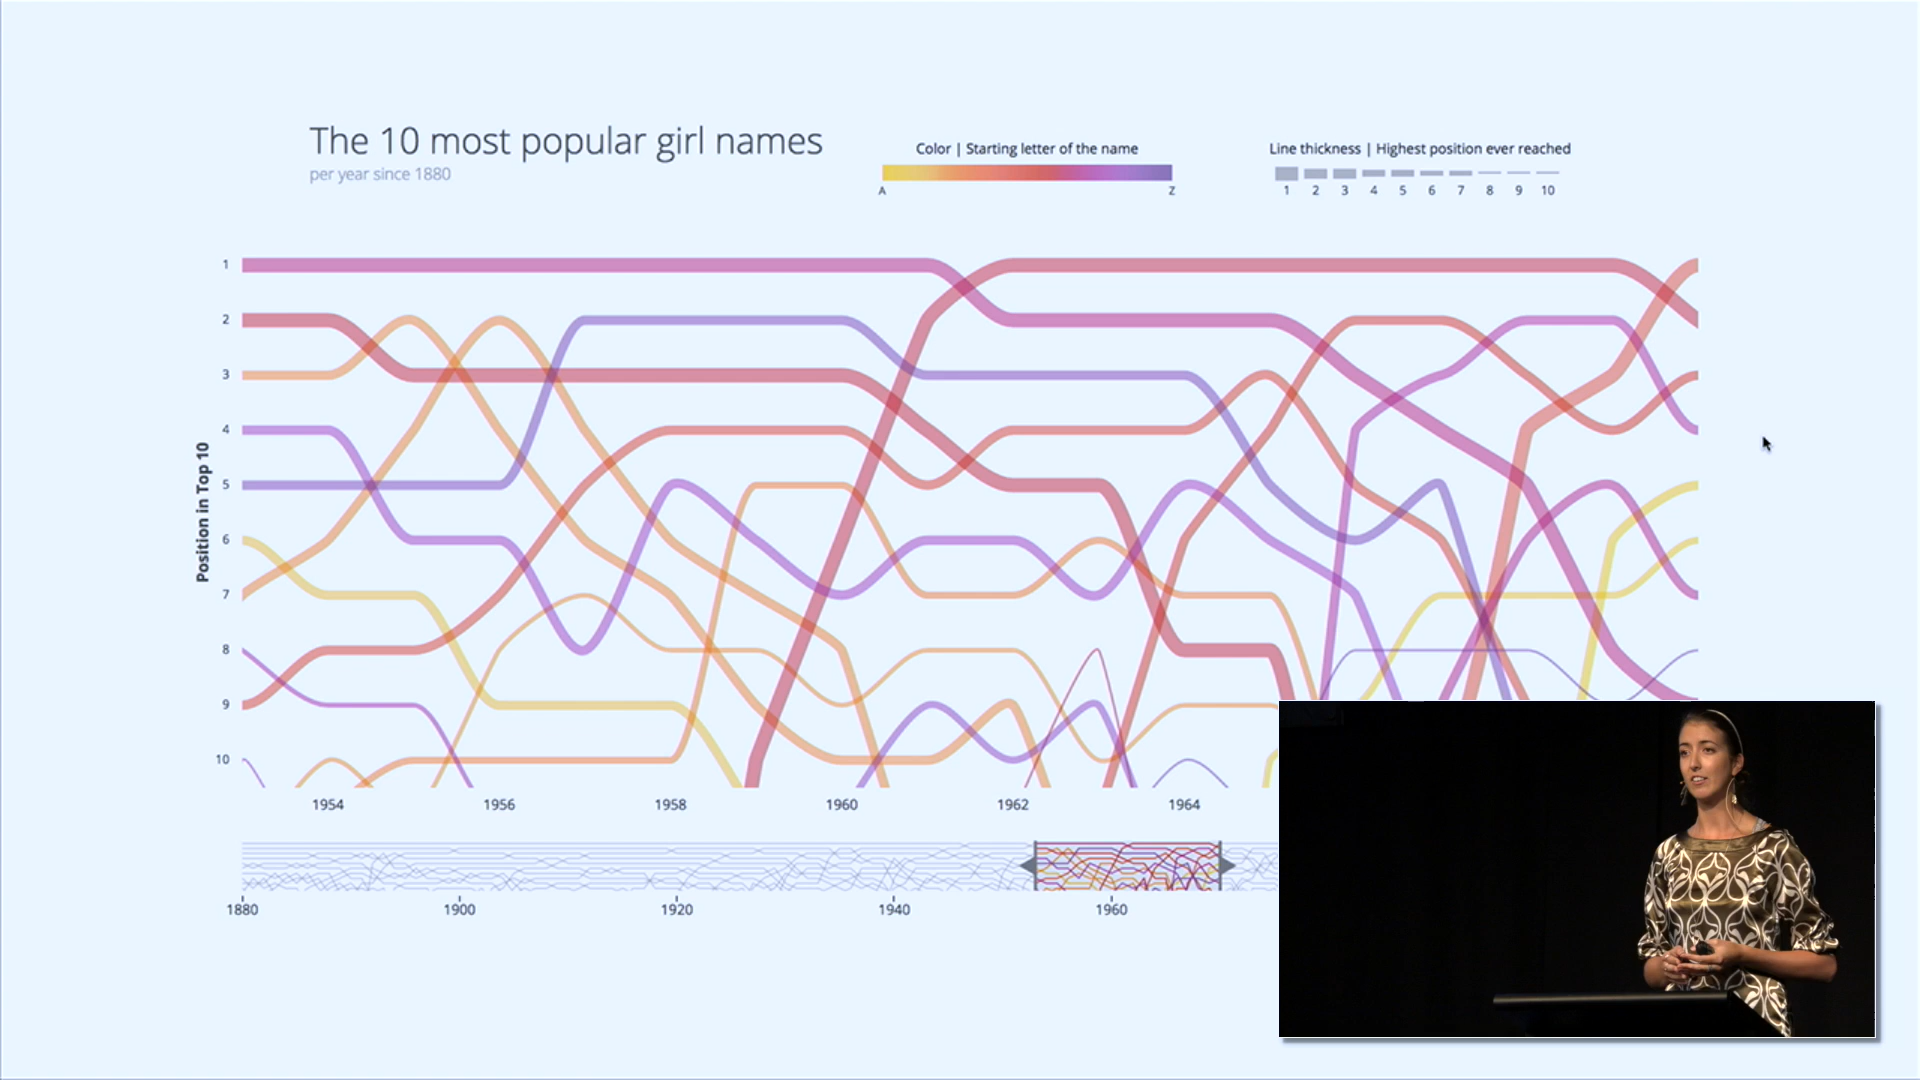 The 10 most popular girl names
per year since 1880
Color | Starting letter of the name
A Z
Line thickness | Highest position ever reached
1 2 3 4 5 6 7 8 9 10
Position in Top 10
1
2
3
4
5
6
7
8
9
10
1954 1956 1958 1960 1962 1964
1880 1900 1920 1940 1960